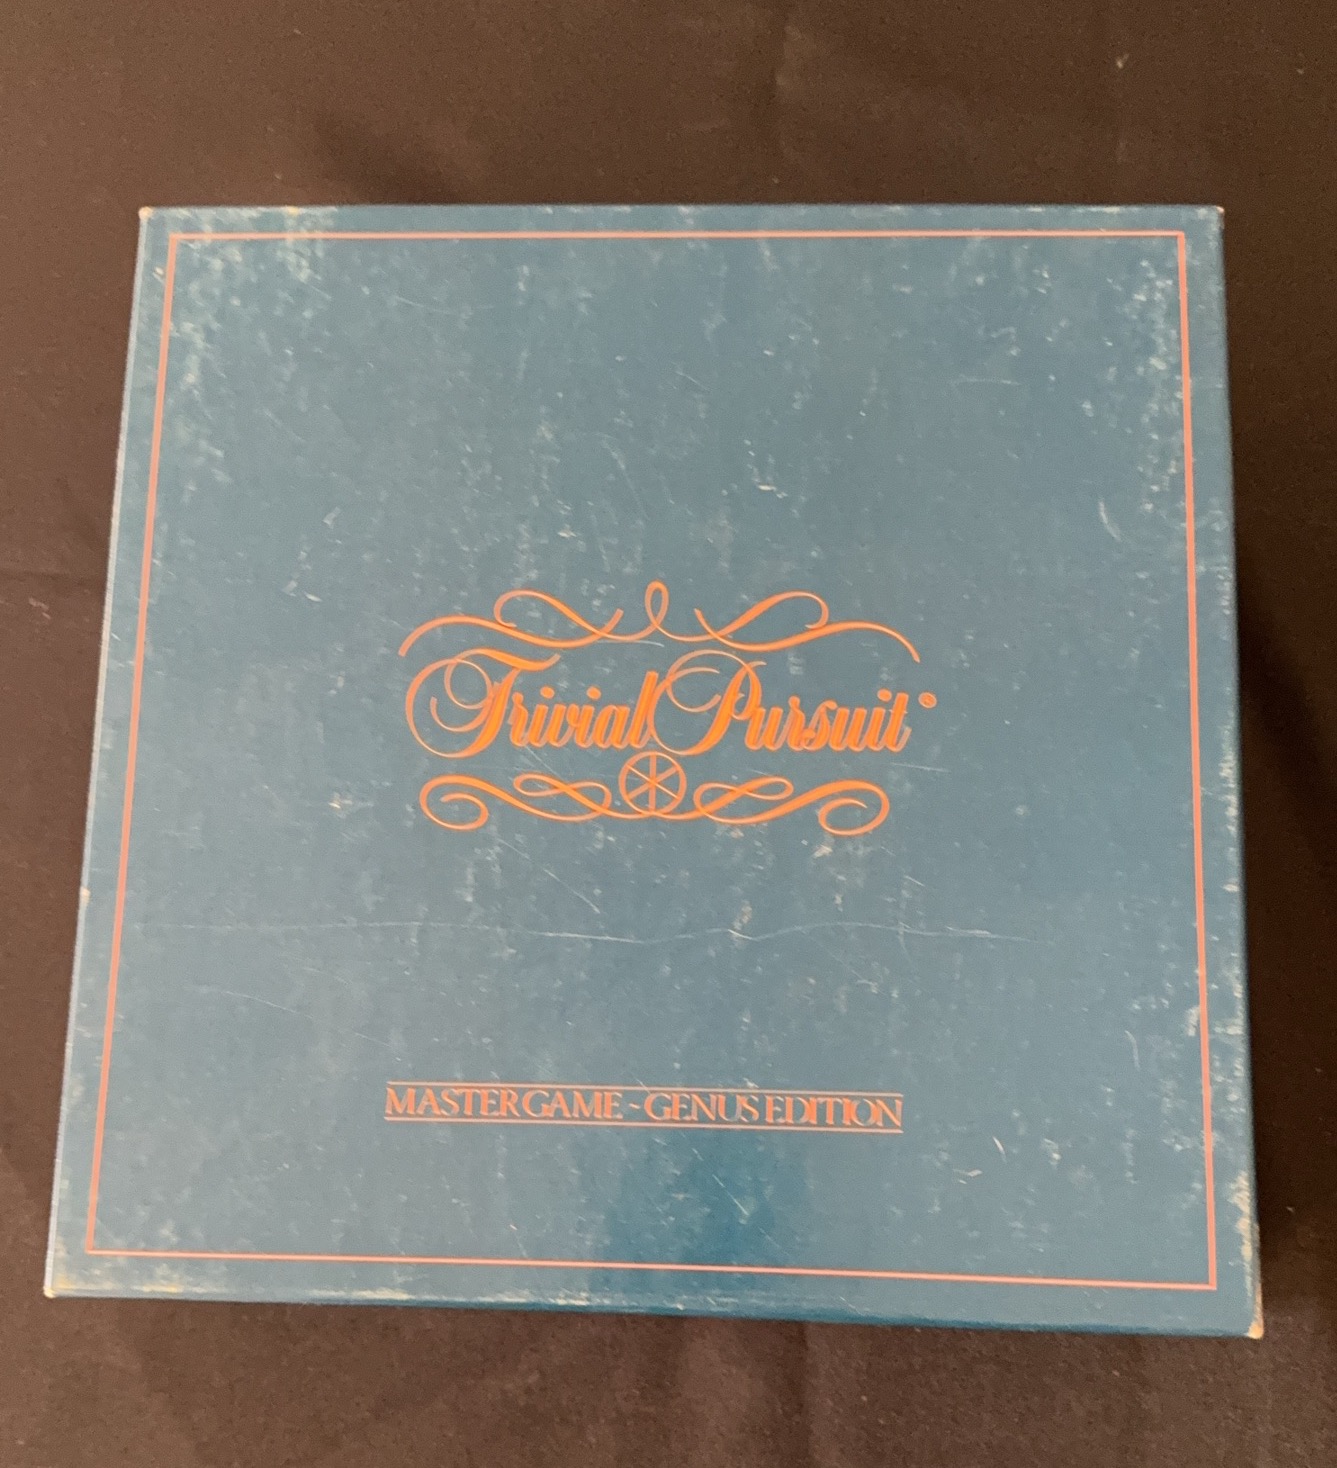 Trivial Pursuit®
MASTER GAME - GENUS EDITION